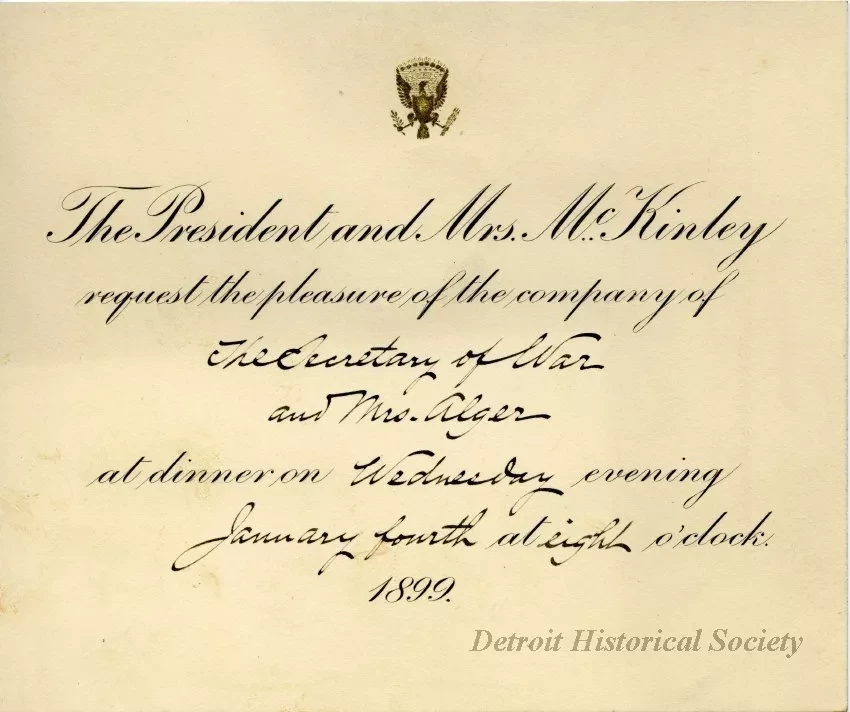 The President and Mrs. McKinley
request the pleasure of the company of
The Secretary of War
and Mrs. Alger
at dinner on Wednesday evening
January fourth at eight o'clock.
1899.
Detroit Historical Society